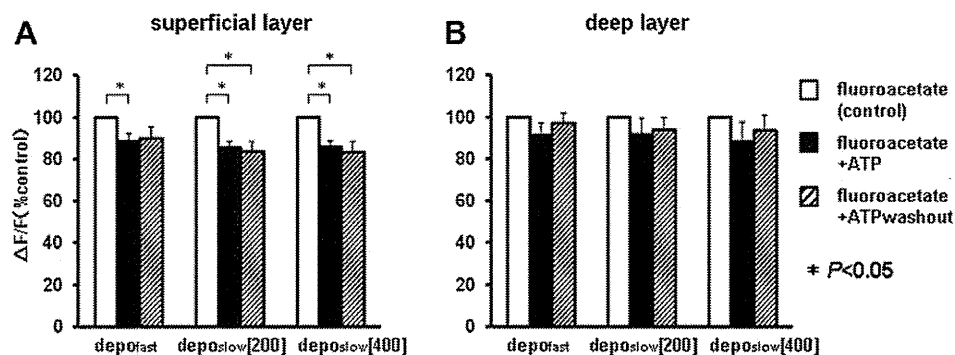 A
superficial layer
B
deep layer
ΔF/F(%control)
120
100
80
60
40
20
0
*
*
*
*
*
depofast
deposlow[200]
deposlow[400]
120
100
80
60
40
20
0
depofast
deposlow[200]
deposlow[400]
fluoroacetate
(control)
fluoroacetate
+ATP
fluoroacetate
+ATPwashout
* P<0.05